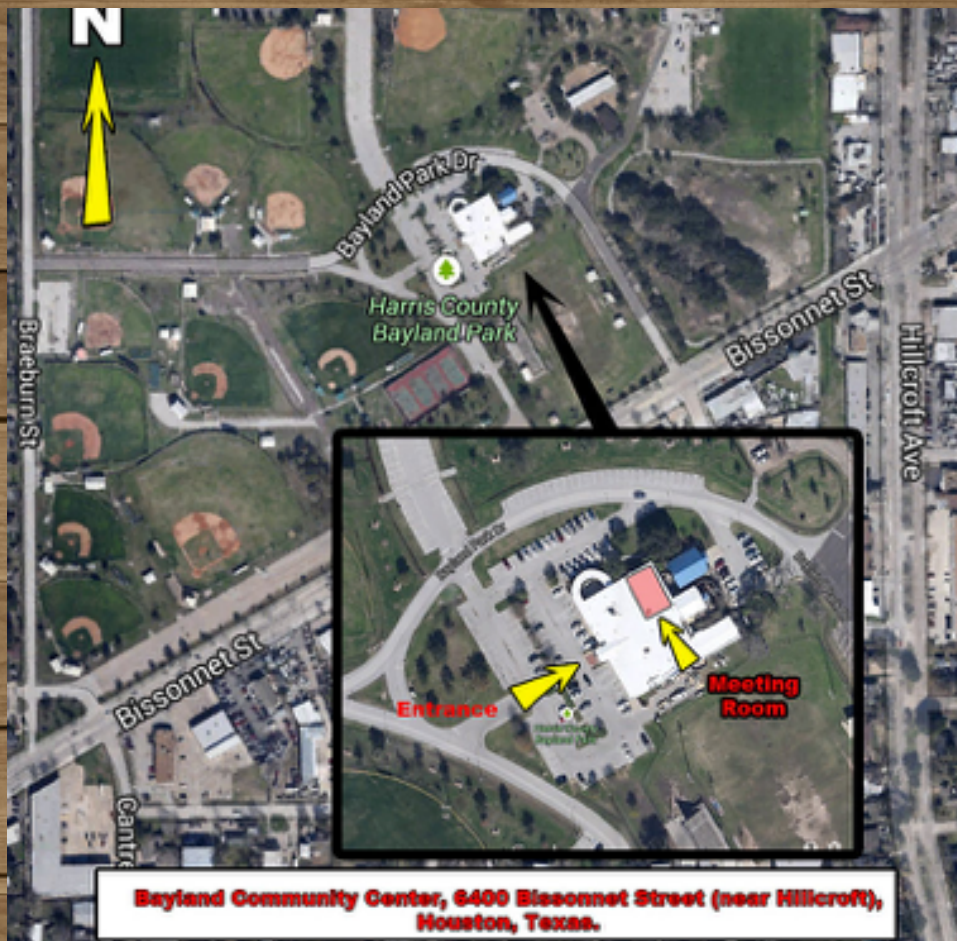 N
Bayland Park Dr
Harris County
Bayland Park
Braeburn St
Bissonnet St
Hillcroft Ave
Bissonnet St
Entrance
Meeting
Room
Bayland Community Center, 6400 Bissonnet Street (near Hillcroft),
Houston, Texas.